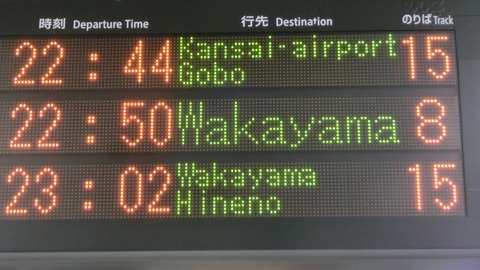 時刻 Departure Time 行先 Destination のりば Track
22:44 Kansai-airport 15
Gobo
22:50 Wakayama 8
23:02 Wakayama 15
Hineno